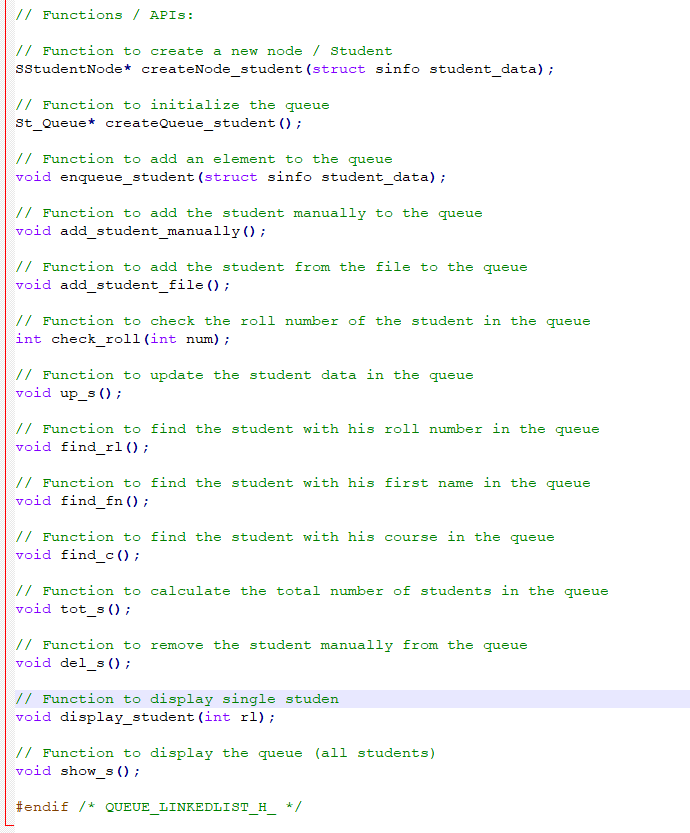 // Functions / APIs:
// Function to create a new node / Student
SStudentNode* createNode_student(struct sinfo student_data);
// Function to initialize the queue
St_Queue* createQueue_student();
// Function to add an element to the queue
void enqueue_student(struct sinfo student_data);
// Function to add the student manually to the queue
void add_student_manually();
// Function to add the student from the file to the queue
void add_student_file();
// Function to check the roll number of the student in the queue
int check_roll(int num);
// Function to update the student data in the queue
void up_s();
// Function to find the student with his roll number in the queue
void find_rl();
// Function to find the student with his first name in the queue
void find_fn();
// Function to find the student with his course in the queue
void find_c();
// Function to calculate the total number of students in the queue
void tot_s();
// Function to remove the student manually from the queue
void del_s();
// Function to display single studen
void display_student(int rl);
// Function to display the queue (all students)
void show_s();
#endif /* QUEUE_LINKEDLIST_H_ */